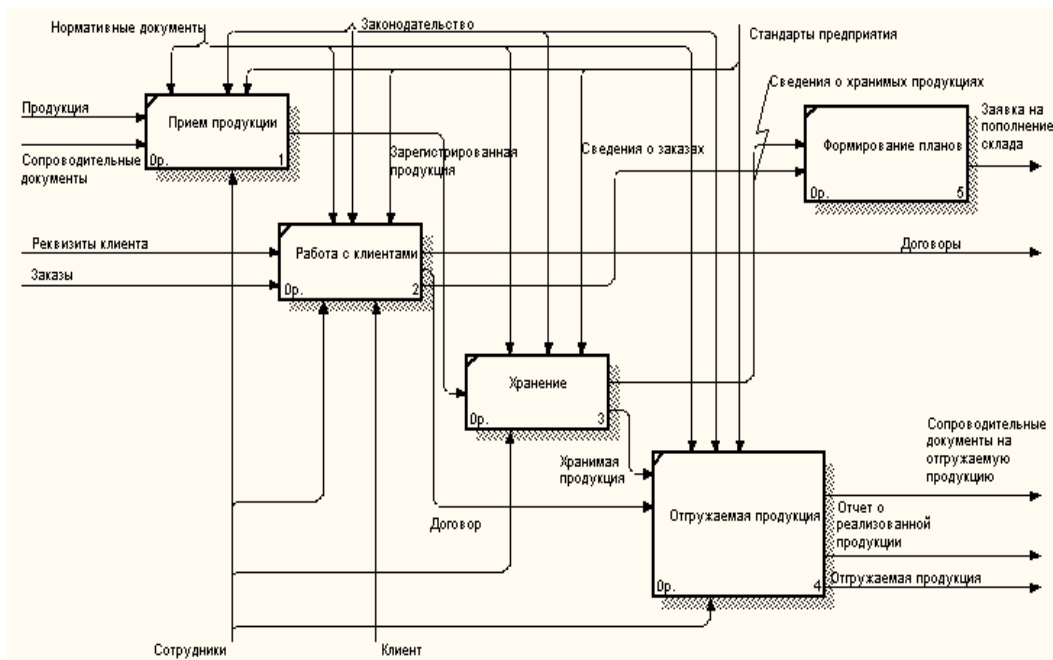 Нормативные документы
Законодательство
Стандарты предприятия
Сведения о хранимых продукциях
Продукция
Прием продукции
0р.
1
Сопроводительные
документы
Зарегистрированная
продукция
Сведения о заказах
Формирование планов
0р.
5
Заявка на
пополнение
склада
Реквизиты клиента
Заказы
Работа с клиентами
0р.
2
Договоры
Хранение
0р.
3
Хранимая
продукция
Договор
Отгружаемая продукция
0р.
4
Сопроводительные
документы на
отгружаемую
продукцию
Отчет о
реализованной
продукции
Отгружаемая продукция
Сотрудники
Клиент